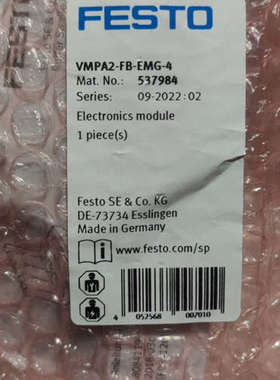 FESTO
VMPA2-FB-EMG-4
Mat. No.: 537984
Series: 09-2022:02
Electronics module
1 piece(s)
Festo SE & Co. KG
DE-73734 Esslingen
Made in Germany
www.festo.com/sp
4 052568 007010